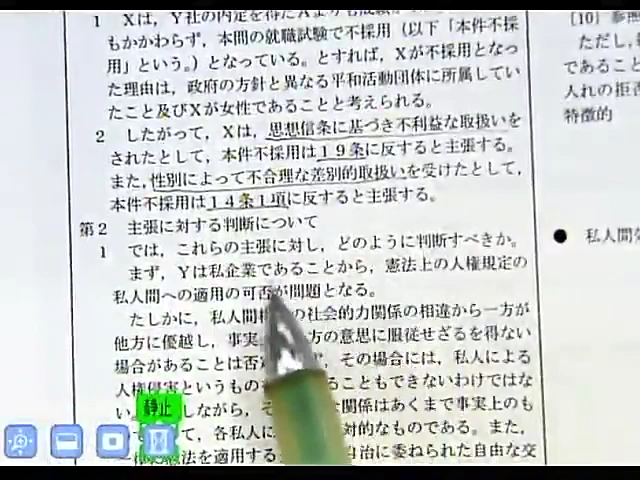 1 Xは，Y社の内定を得たAよりも成績が
もかかわらず，本問の就職試験で不採用（以下「本件不採
用」という。）となっている。とすれば，Xが不採用となっ
た理由は，政府の方針と異なる平和活動団体に所属してい
たこと及びXが女性であることと考えられる。
2 したがって，Xは，思想信条に基づき不利益な取扱いを
されたとして，本件不採用は19条に反すると主張する。
また，性別によって不合理な差別的取扱いを受けたとして，
本件不採用は14条1項に反すると主張する。
第2 主張に対する判断について
1 では，これらの主張に対し，どのように判断すべきか。
まず，Yは私企業であることから，憲法上の人権規定の
私人間への適用の可否が問題となる。
たしかに，私人間 の社会的力関係の相違から一方が
他方に優越し，事実 方の意思に服従せざるを得ない
場合があることは否 ，その場合には，私人による
人権侵害というものを ることもできないわけではな
い しながら，そ な関係はあくまで事実上のも
て，各私人に 対的なものである。また，
憲法を適用する 自治に委ねられた自由な交
[10] 参照
ただし，
であること
人れの拒否
特徴的
● 私人間
静止